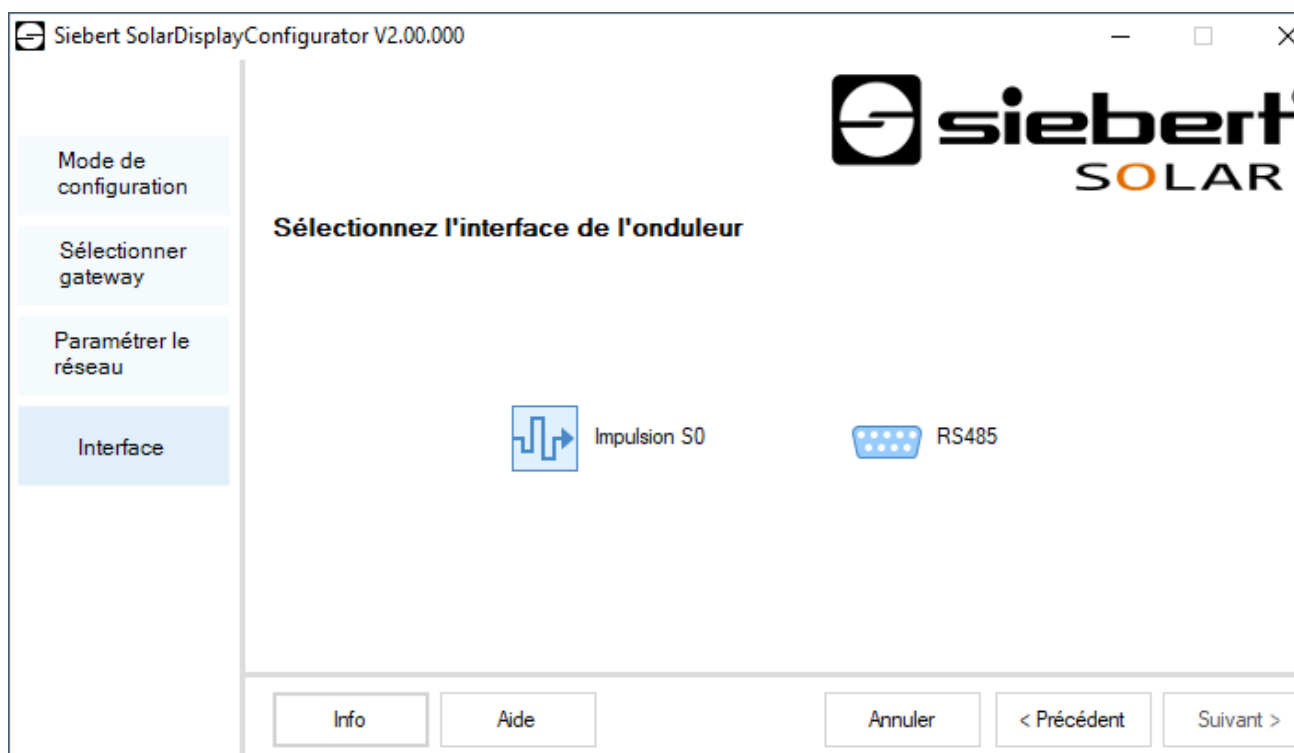 Siebert SolarDisplayConfigurator V2.00.000
siebert
SOLAR
Mode de
configuration
Sélectionner
gateway
Paramétrer le
réseau
Interface
Sélectionnez l'interface de l'onduleur
Impulsion S0
RS485
Info
Aide
Annuler
< Précédent
Suivant >